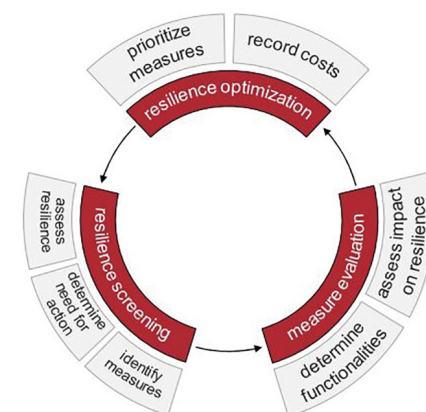 prioritize
measures
record costs
resilience optimization
assess
resilience
determine
need for
action
identify
measures
resilience screening
measure evaluation
assess impact
on resilience
determine
functionalities